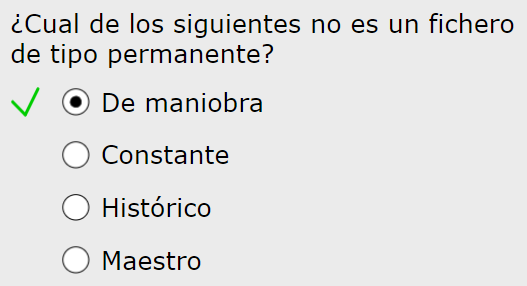 ¿Cual de los siguientes no es un fichero
de tipo permanente?
De maniobra
Constante
Histórico
Maestro